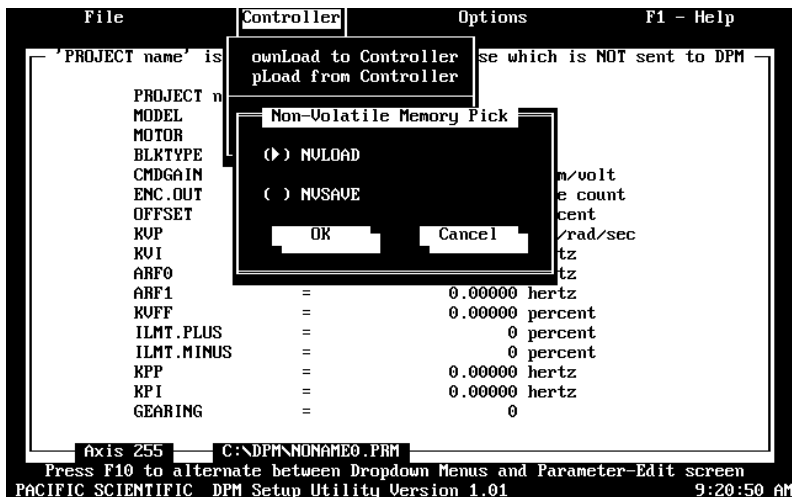 File Controller Options F1 - Help
'PROJECT name' is se which is NOT sent to DPM
ownLoad to Controller
pLoad from Controller
PROJECT n
MODEL
MOTOR
BLKTYPE
CMDGAIN m/volt
ENC.OUT e count
OFFSET cent
KVP /rad/sec
KVI tz
ARF0 tz
Non-Volatile Memory Pick
( ) NVLOAD
( ) NVSAVE
OK Cancel
ARF1 = 0.00000 hertz
KVFF = 0.00000 percent
ILMT.PLUS = 0 percent
ILMT.MINUS = 0 percent
KPP = 0.00000 hertz
KPI = 0.00000 hertz
GEARING = 0
Axis 255 C:\DPM\NONAME0.PRM
Press F10 to alternate between Dropdown Menus and Parameter-Edit screen
PACIFIC SCIENTIFIC DPM Setup Utility Version 1.01 9:20:50 AM